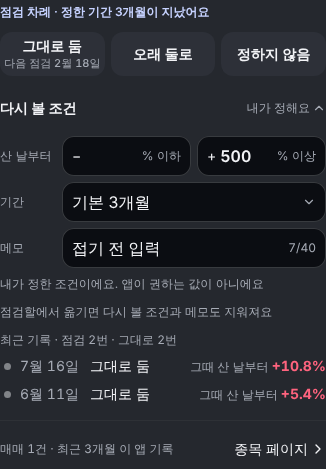 점검 차례 · 정한 기간 3개월이 지났어요
그대로 둠 오래 둘로 정하지 않음
다음 점검 2월 18일
다시 볼 조건 내가 정해요
산 날부터 − % 이하 + 500 % 이상
기간 기본 3개월
메모 접기 전 입력 7/40
내가 정한 조건이에요. 앱이 권하는 값이 아니에요
점검할에서 옮기면 다시 볼 조건과 메모도 지워져요
최근 기록 · 점검 2번 · 그대로 2번
7월 16일 그대로 둠 그때 산 날부터 +10.8%
6월 11일 그대로 둠 그때 산 날부터 +5.4%
매매 1건 · 최근 3개월 이 앱 기록 종목 페이지